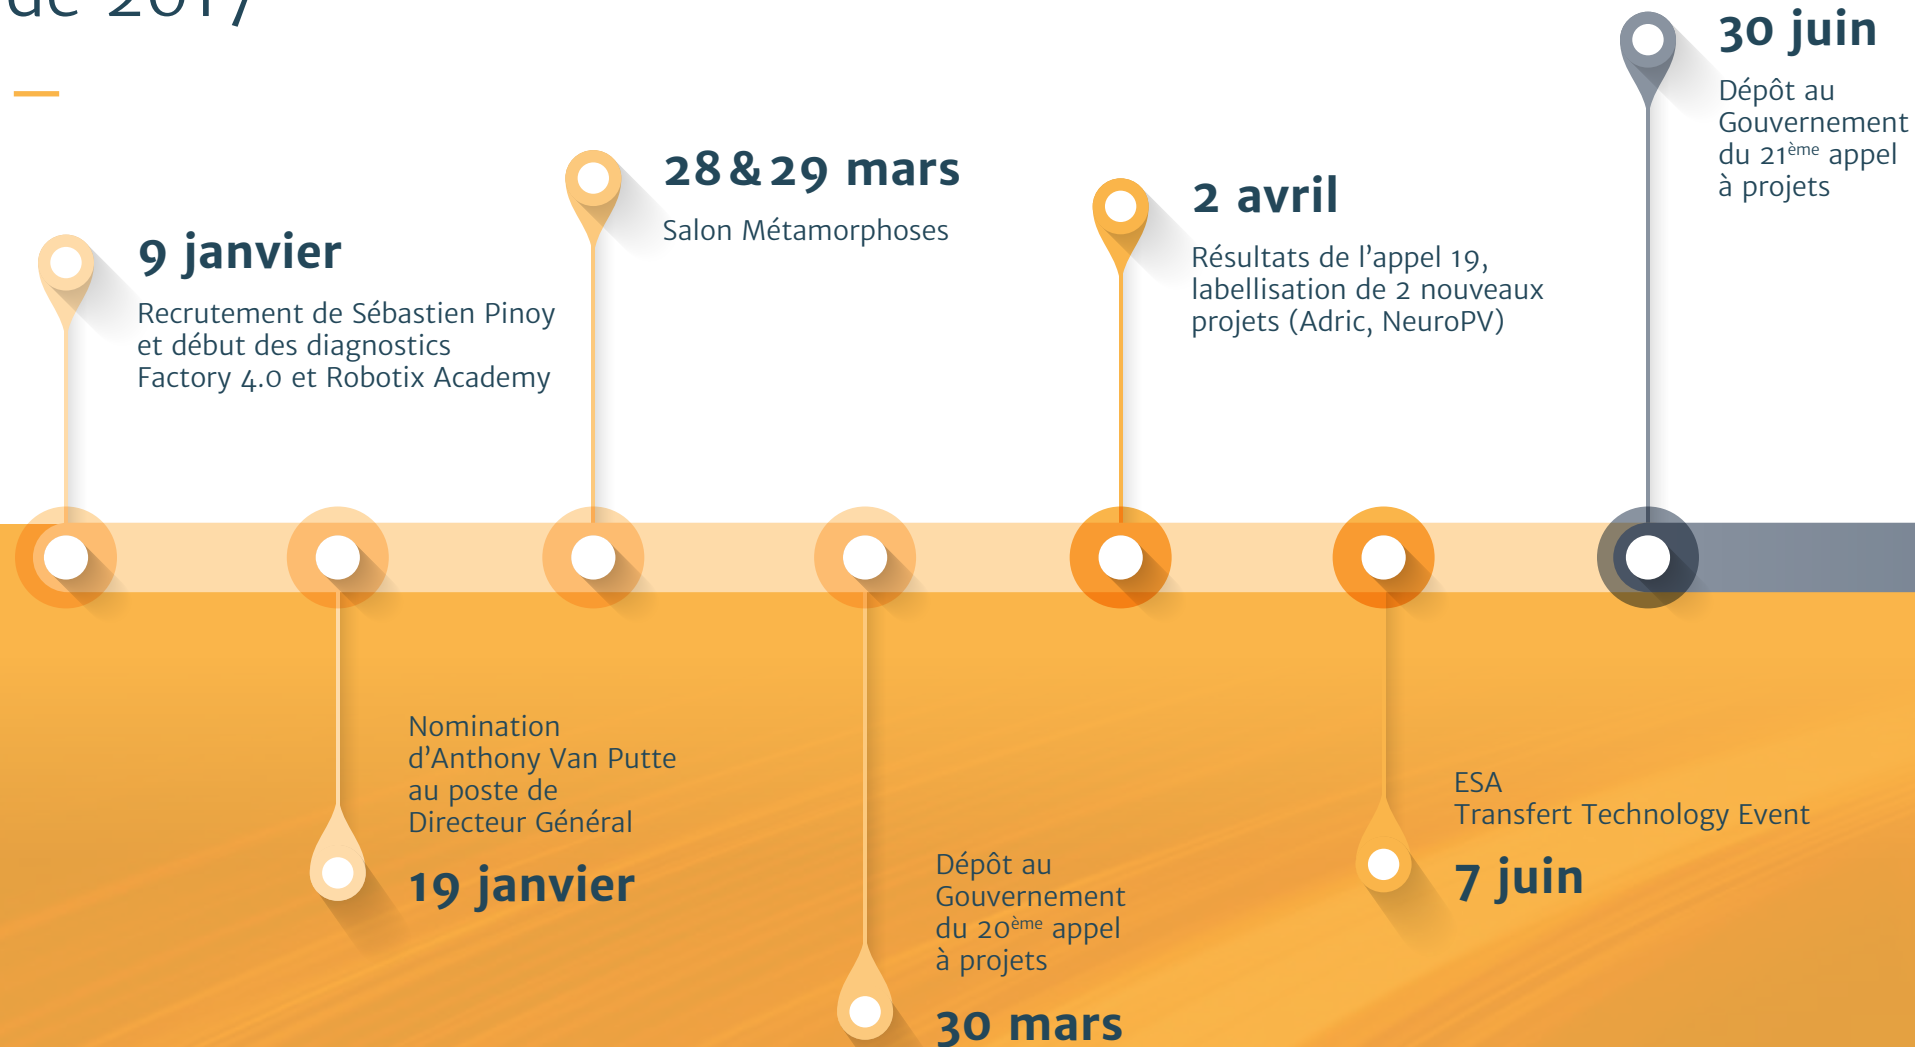 de 2017
9 janvier
Recrutement de Sébastien Pinoy
et début des diagnostics
Factory 4.0 et Robotix Academy
Nomination
d’Anthony Van Putte
au poste de
Directeur Général
19 janvier
28 & 29 mars
Salon Métamorphoses
Dépôt au
Gouvernement
du 20ème appel
à projets
30 mars
2 avril
Résultats de l’appel 19,
labellisation de 2 nouveaux
projets (Adric, NeuroPV)
ESA
Transfert Technology Event
7 juin
30 juin
Dépôt au
Gouvernement
du 21ème appel
à projets